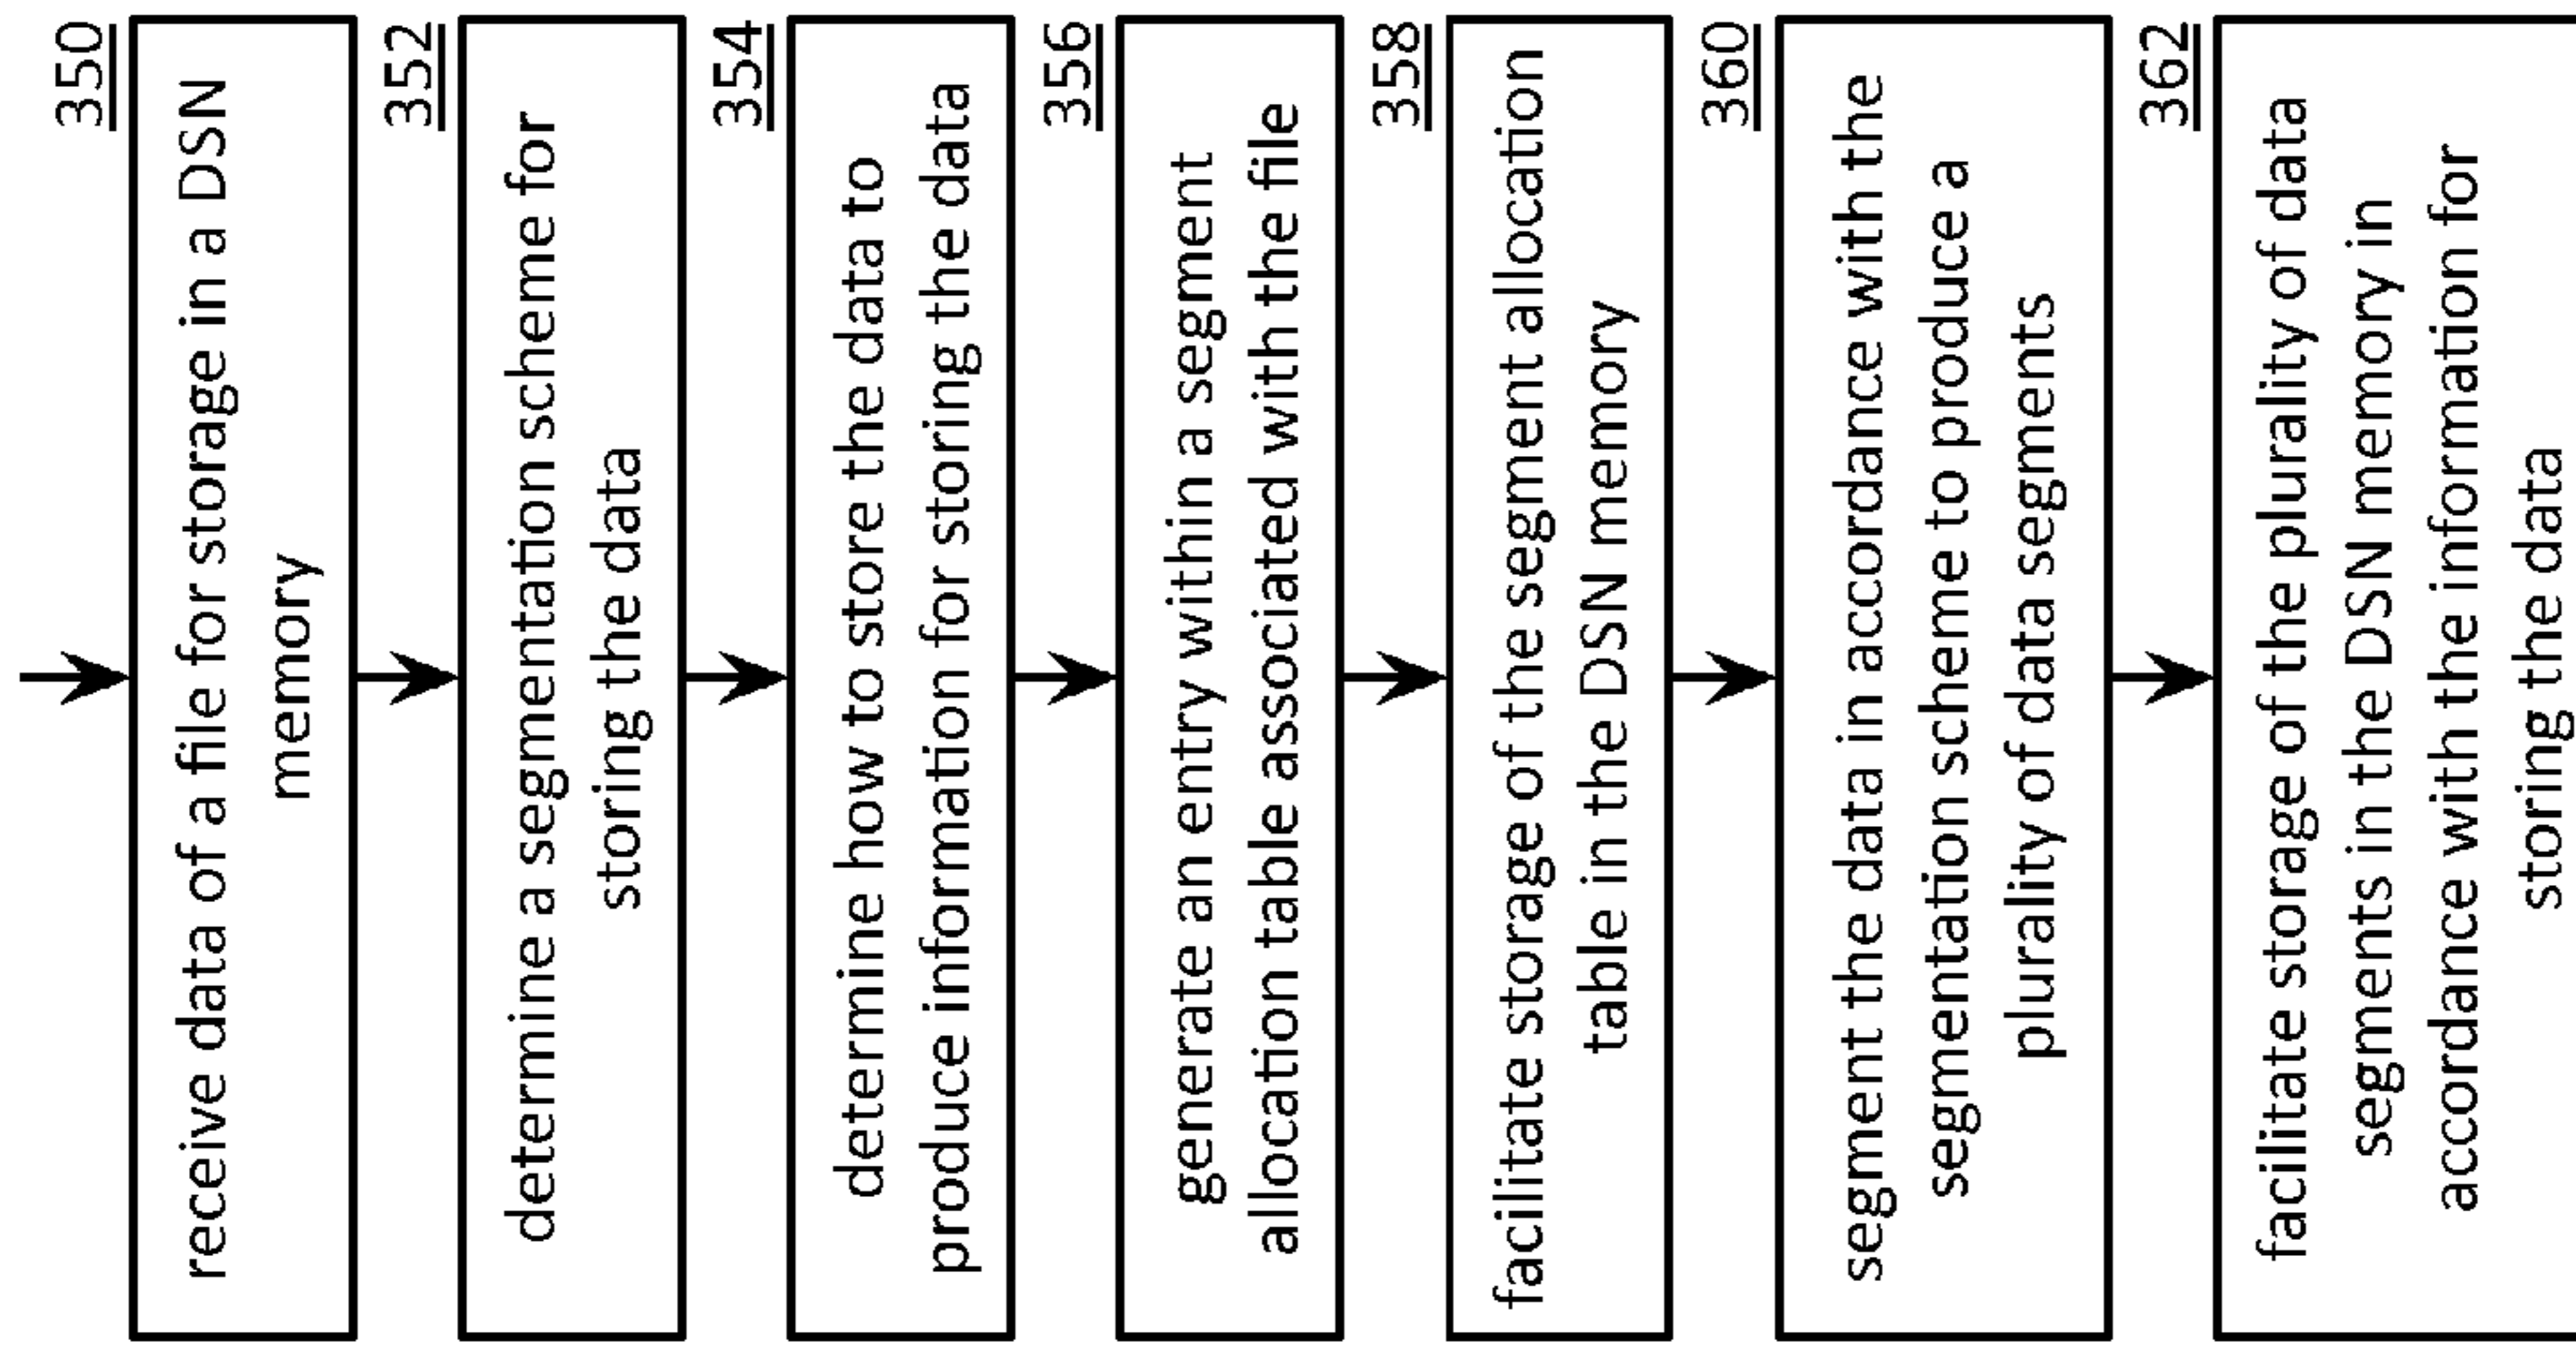 350
receive data of a file for storage in a DSN
memory
352
determine a segmentation scheme for
storing the data
354
determine how to store the data to
produce information for storing the data
356
generate an entry within a segment
allocation table associated with the file
358
facilitate storage of the segment allocation
table in the DSN memory
360
segment the data in accordance with the
segmentation scheme to produce a
plurality of data segments
362
facilitate storage of the plurality of data
segments in the DSN memory in
accordance with the information for
storing the data